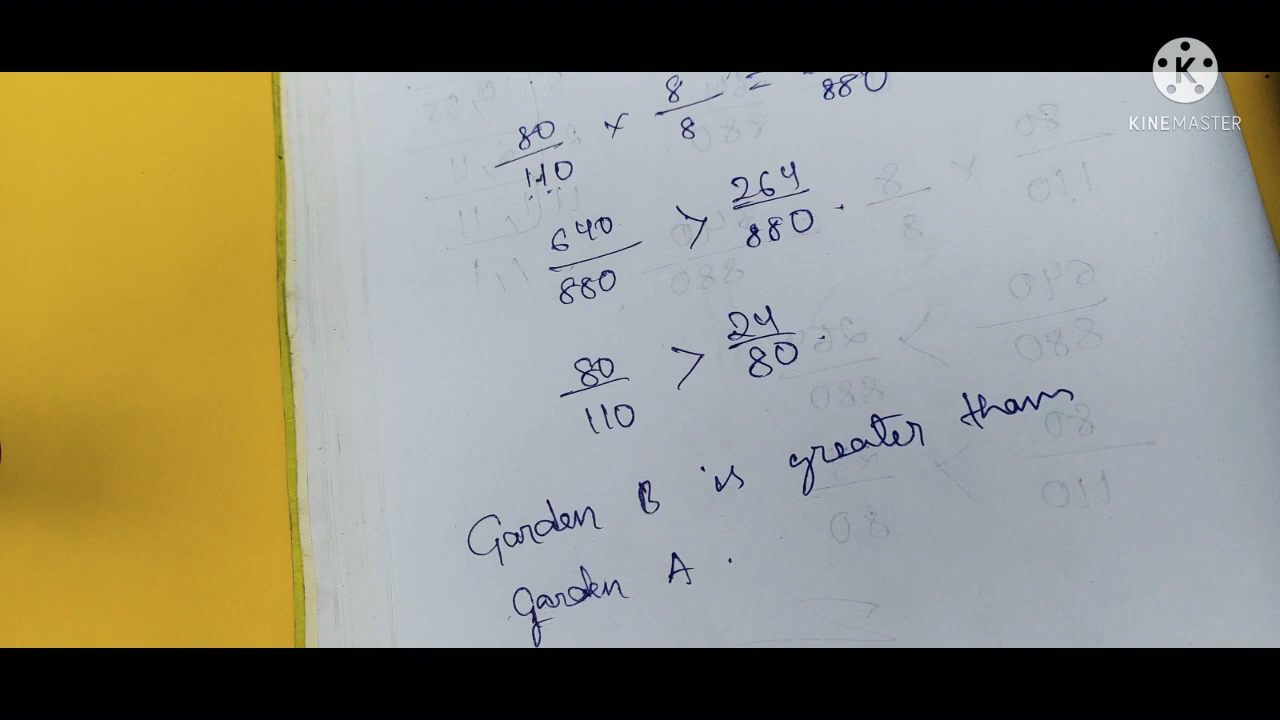 KINEMASTER
80/110 × 8/8 = /880
640/880 > 264/880 .
80/110 > 24/80 .
Garden B is greater than
garden A .